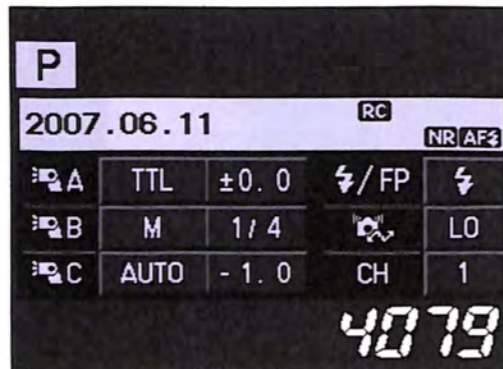 P
2007.06.11 RC NR AF
A TTL ±0.0 /FP
B M 1/4 LO
C AUTO -1.0 CH 1
4079